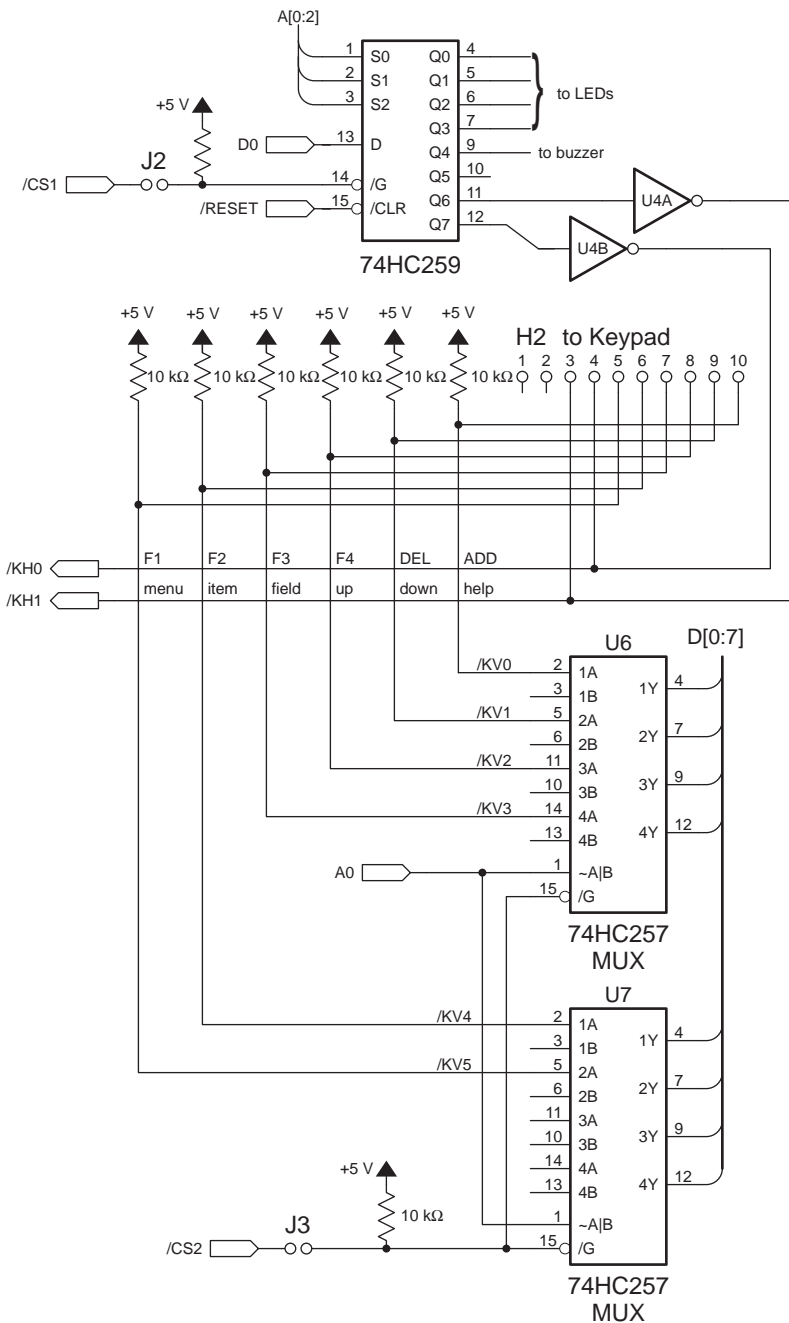 A[0:2]
1 S0 Q0 4
2 S1 Q1 5
3 S2 Q2 6
to LEDs
Q3 7
+5 V
D0 13 D Q4 9 to buzzer
J2
Q5 10
/CS1 14 /G Q6 11 U4A
/RESET 15 /CLR Q7 12
U4B
74HC259
+5 V +5 V +5 V +5 V +5 V +5 V
H2 to Keypad
1 2 3 4 5 6 7 8 9 10
10 kΩ 10 kΩ 10 kΩ 10 kΩ 10 kΩ 10 kΩ
F1 F2 F3 F4 DEL ADD
/KH0
menu item field up down help
/KH1
D[0:7]
U6
/KV0 2 1A 1Y 4
3 1B
/KV1 5 2A 2Y 7
6 2B
/KV2 11 3A 3Y 9
10 3B
/KV3 14 4A 4Y 12
13 4B
A0 1 ~A|B
15 /G
74HC257
MUX
U7
/KV4 2 1A 1Y 4
3 1B
/KV5 5 2A 2Y 7
6 2B
11 3A 3Y 9
10 3B
14 4A 4Y 12
13 4B
+5 V
10 kΩ
1 ~A|B
J3
/CS2 15 /G
74HC257
MUX